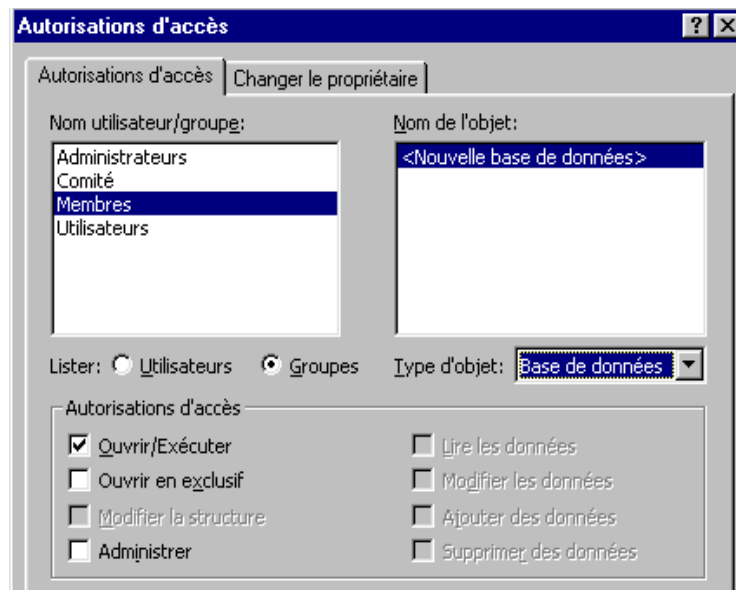 Autorisations d'accès
Autorisations d'accès
Changer le propriétaire
Nom utilisateur/groupe:
Administrateurs
Comité
Membres
Utilisateurs
Nom de l'objet:
<Nouvelle base de données>
Lister: Utilisateurs Groupes
Type d'objet: Base de données
Autorisations d'accès
Ouvrir/Exécuter
Ouvrir en exclusif
Modifier la structure
Administrer
Lire les données
Modifier les données
Ajouter des données
Supprimer des données